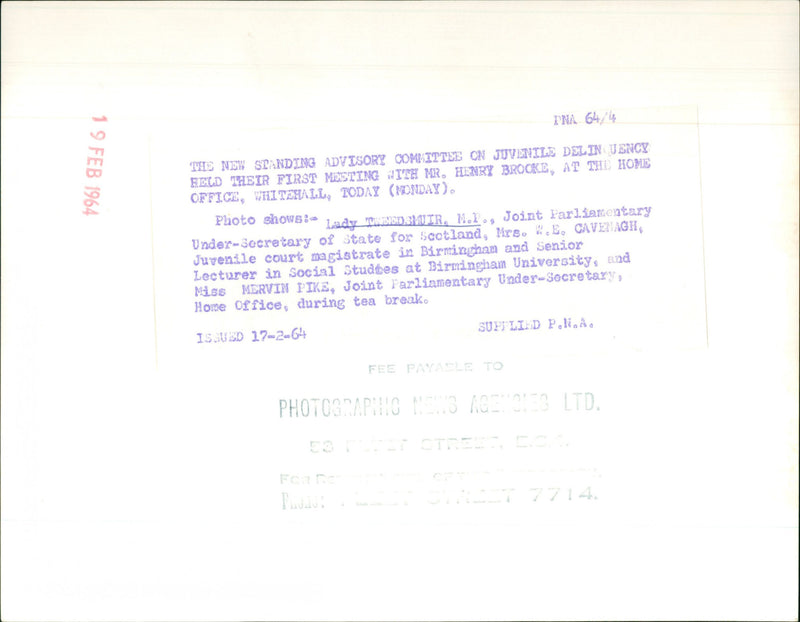 PNA 64/4
19 FEB 1964
THE NEW STANDING ADVISORY COMMITTEE ON JUVENILE DELINQUENCY
HELD THEIR FIRST MEETING WITH MR. HENRY BROOKE, AT THE HOME
OFFICE, WHITEHALL, TODAY (MONDAY).
Photo shows:- Lady TWEEDSMUIR, M.P., Joint Parliamentary
Under-Secretary of State for Scotland, Mrs. W.E. CAVENAGH,
Juvenile court magistrate in Birmingham and Senior
Lecturer in Social Studies at Birmingham University, and
Miss MERVIN PIKE, Joint Parliamentary Under-Secretary,
Home Office, during tea break.
ISSUED 17-2-64 SUPPLIED P.N.A.
FEE PAYABLE TO
PHOTOGRAPHIC NEWS AGENCIES LTD.
STREET, E.C.4.
STREET 7714.